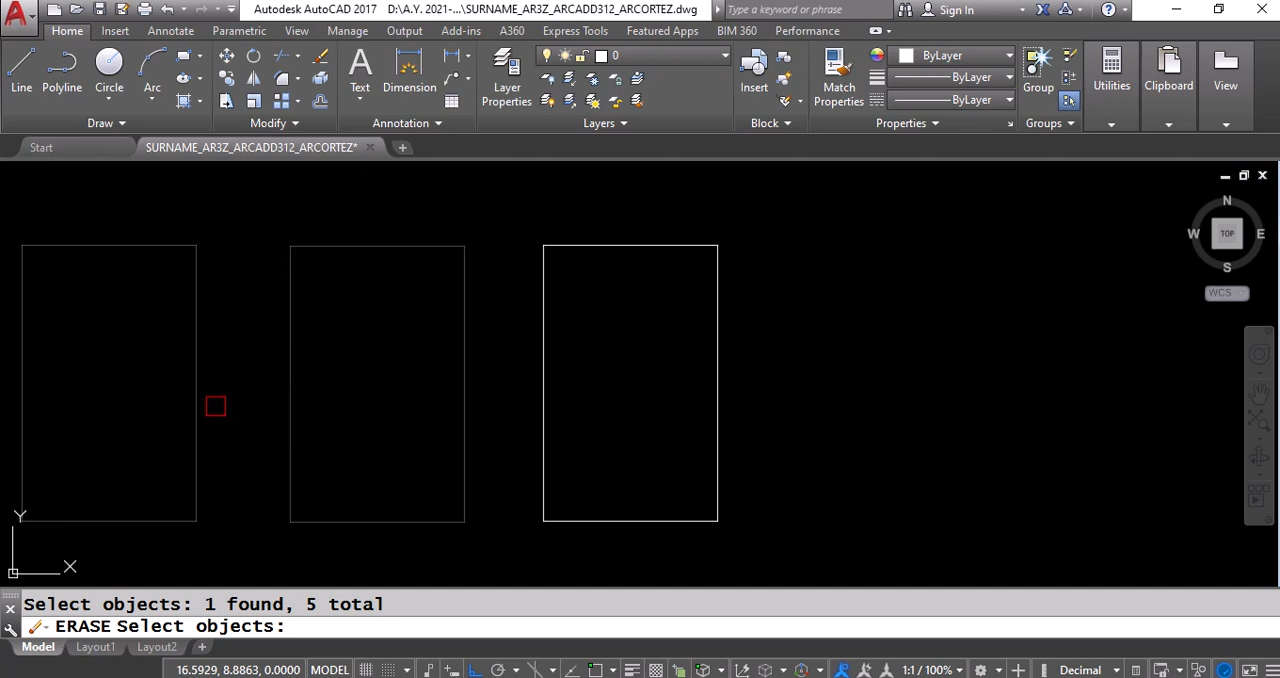 Autodesk AutoCAD 2017 D:\A.Y. 2021-...\SURNAME_AR3Z_ARCADD312_ARCORTEZ.dwg Type a keyword or phrase Sign In
Home Insert Annotate Parametric View Manage Output Add-ins A360 Express Tools Featured Apps BIM 360 Performance
0 ByLayer
Line Polyline Circle Arc Text Dimension Layer Properties Insert Match Properties ByLayer Group Utilities Clipboard View
ByLayer
Draw Modify Annotation Layers Block Properties Groups
Start SURNAME_AR3Z_ARCADD312_ARCORTEZ*
N
W TOP E
S
WCS
Y
X
Select objects: 1 found, 5 total
ERASE Select objects:
Model Layout1 Layout2 +
16.5929, 8.8863, 0.0000 MODEL 1:1 / 100% Decimal